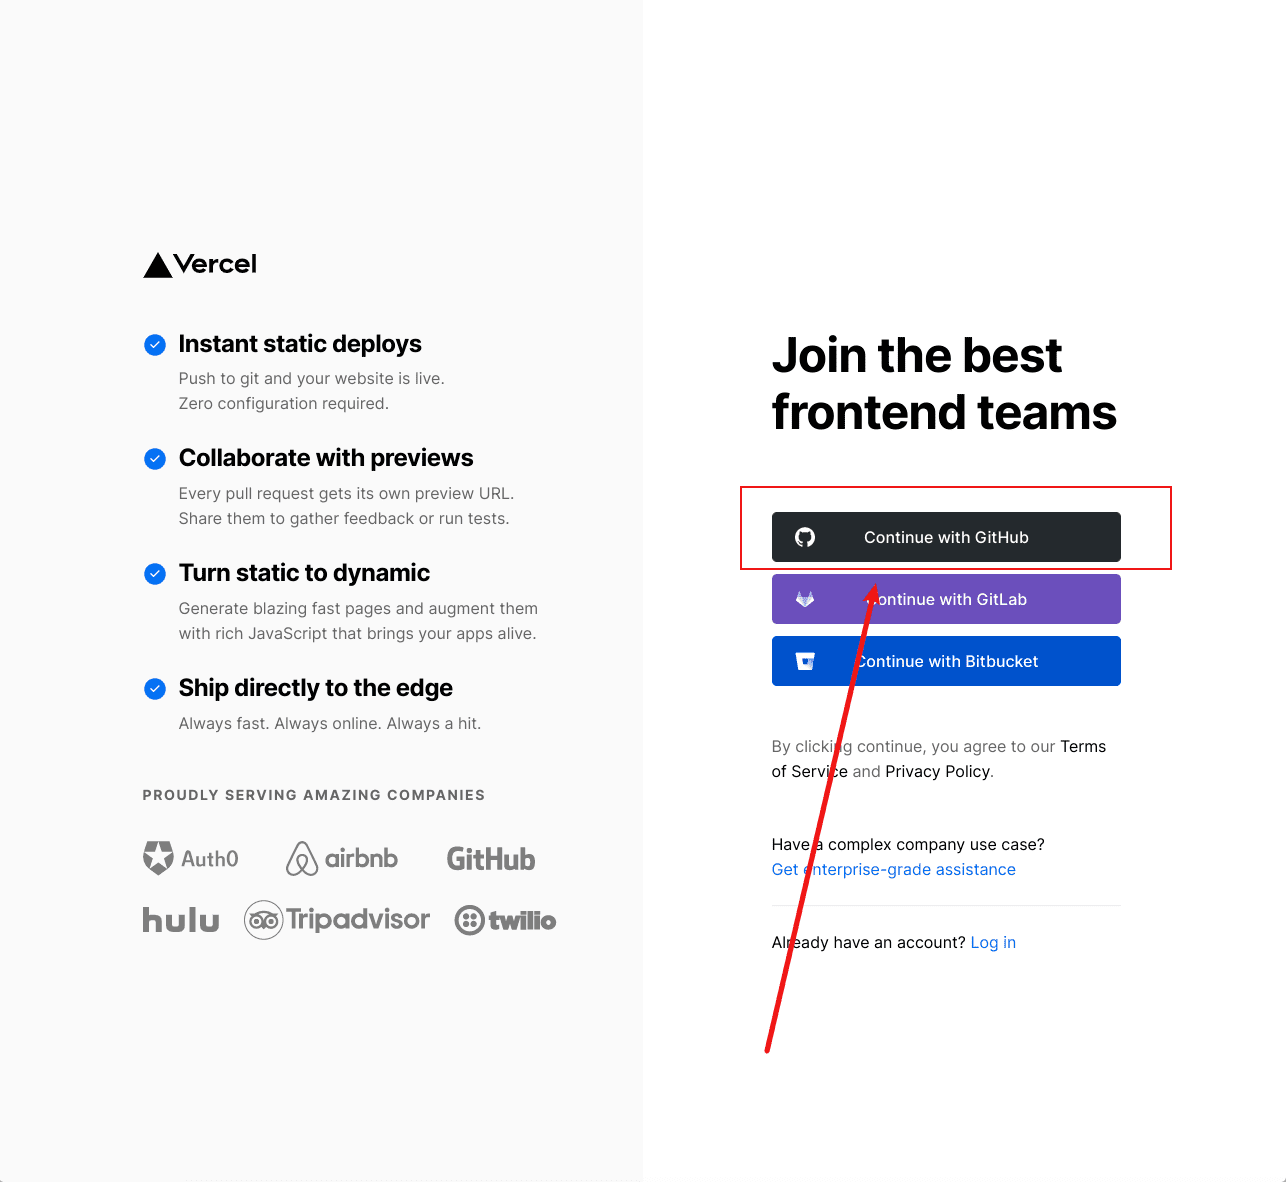 Vercel
Instant static deploys
Push to git and your website is live.
Zero configuration required.
Collaborate with previews
Every pull request gets its own preview URL.
Share them to gather feedback or run tests.
Turn static to dynamic
Generate blazing fast pages and augment them
with rich JavaScript that brings your apps alive.
Ship directly to the edge
Always fast. Always online. Always a hit.
PROUDLY SERVING AMAZING COMPANIES
Auth0 airbnb GitHub
hulu Tripadvisor twilio
Join the best
frontend teams
Continue with GitHub
Continue with GitLab
Continue with Bitbucket
By clicking continue, you agree to our Terms
of Service and Privacy Policy.
Have a complex company use case?
Get enterprise-grade assistance
Already have an account? Log in